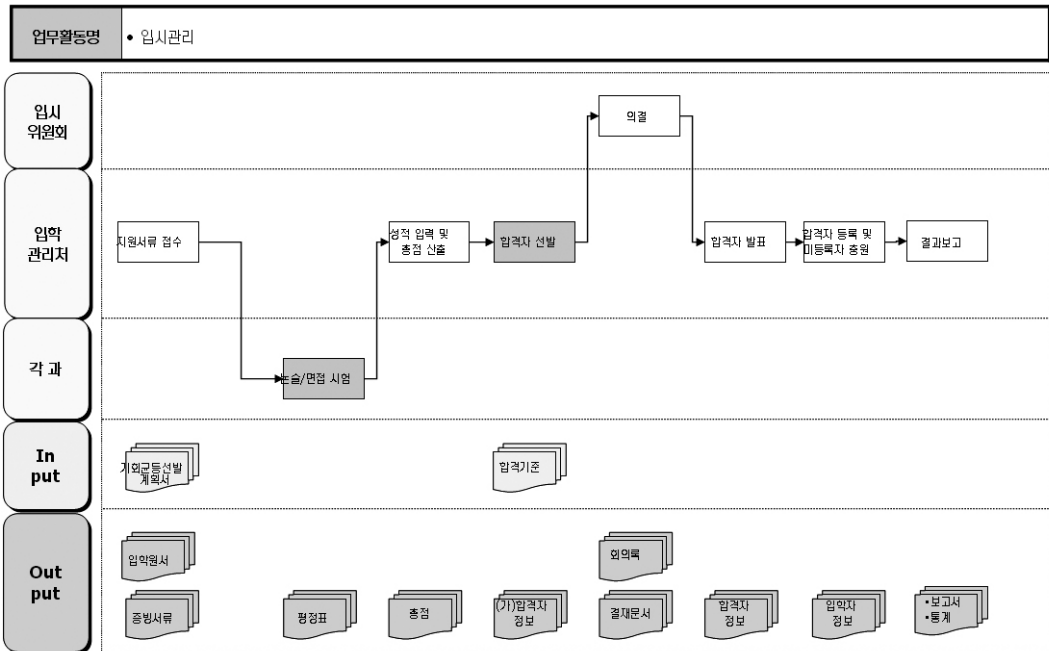 업무활동명
• 입시관리
입시
위원회
의결
입학
관리처
지원서류 접수
성적 입력 및
총점 산출
합격자 선발
합격자 발표
합격자 등록 및
미등록자 충원
결과보고
각 과
논술/면접 시험
In
put
기회균등선발
계획서
합격기준
Out
put
입학원서
회의록
증빙서류
평정표
총점
(가)합격자
정보
결재문서
합격자
정보
입학자
정보
•보고서
•통계